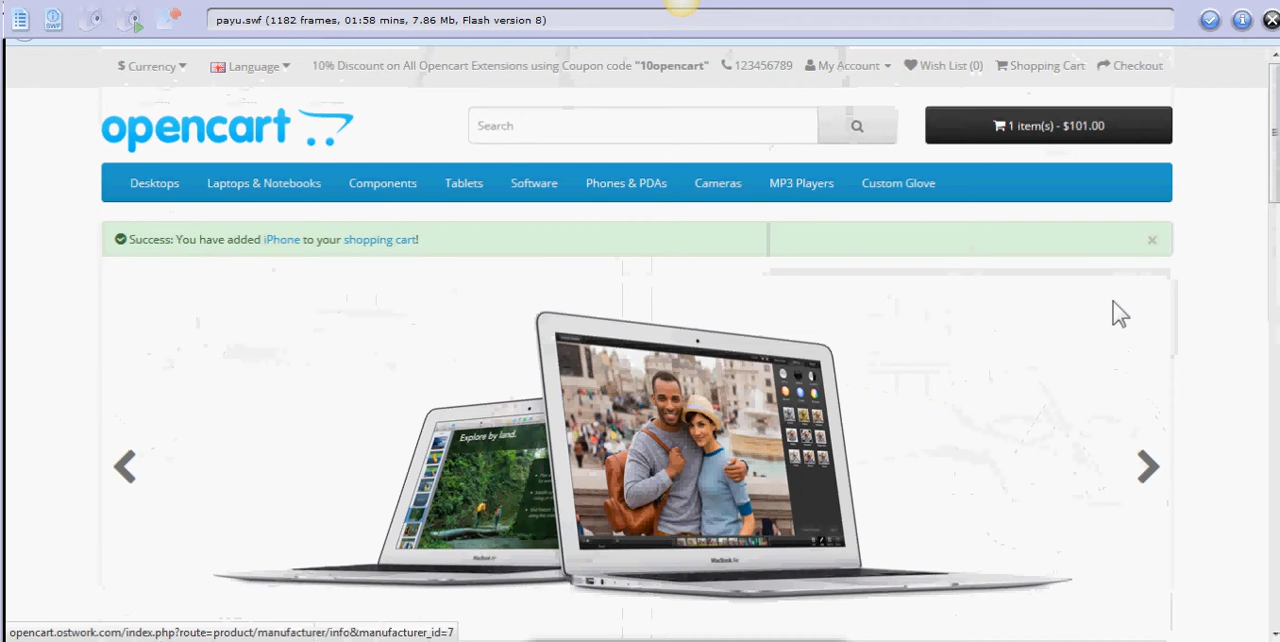 SWF
payu.swf (1182 frames, 01:58 mins, 7.86 Mb, Flash version 8)
$ Currency
Language
10% Discount on All Opencart Extensions using Coupon code "10opencart"
123456789
My Account
Wish List (0)
Shopping Cart
Checkout
opencart
Search
1 item(s) - $101.00
Desktops
Laptops & Notebooks
Components
Tablets
Software
Phones & PDAs
Cameras
MP3 Players
Custom Glove
Success: You have added iPhone to your shopping cart!
×
Explore by land.
MacBook Air
MacBook Air
opencart.ostwork.com/index.php?route=product/manufacturer/info&manufacturer_id=7